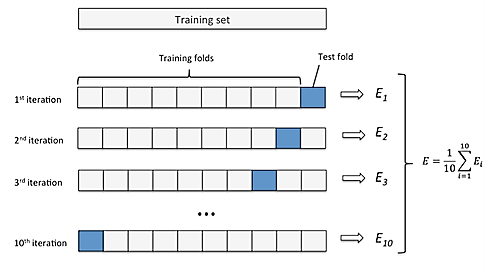 Training set
Training folds
Test fold
1st iteration
E1
2nd iteration
E2
3rd iteration
E3
...
10th iteration
E10
E = 1/10 ∑ i=1 10 Ei